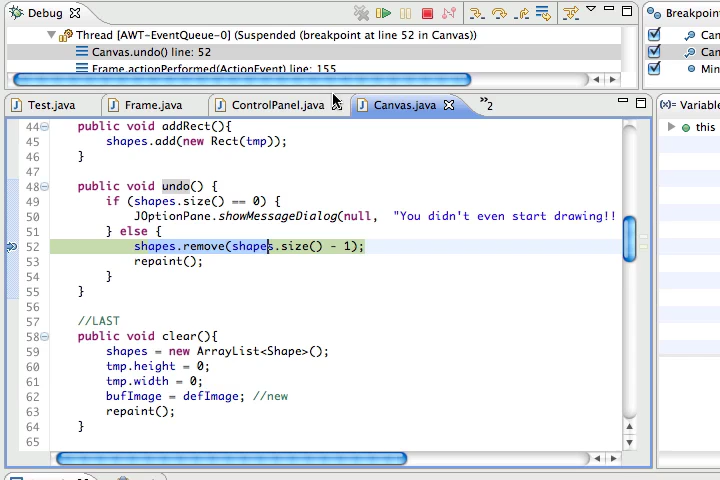 Debug
Thread [AWT-EventQueue-0] (Suspended (breakpoint at line 52 in Canvas))
Canvas.undo() line: 52
Frame.actionPerformed(ActionEvent) line: 155
Breakpoin
Can
Can
Min
Test.java
Frame.java
ControlPanel.java
Canvas.java
»2
(x)= Variable
this
44 public void addRect(){
45 shapes.add(new Rect(tmp));
46 }
47
48 public void undo() {
49 if (shapes.size() == 0) {
50 JOptionPane.showMessageDialog(null, "You didn't even start drawing!!
51 } else {
52 shapes.remove(shapes.size() - 1);
53 repaint();
54 }
55 }
56
57 //LAST
58 public void clear(){
59 shapes = new ArrayList<Shape>();
60 tmp.height = 0;
61 tmp.width = 0;
62 bufImage = defImage; //new
63 repaint();
64 }
65